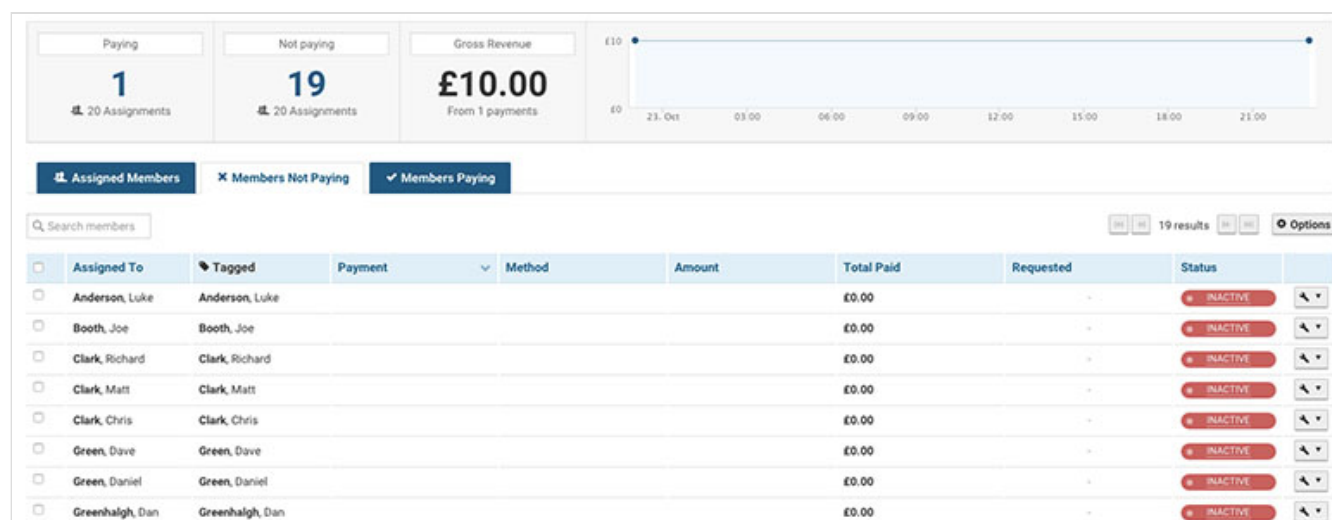 Paying Not paying Gross Revenue £10
1 19 £10.00
20 Assignments 20 Assignments From 1 payments £0
23. Oct 03:00 06:00 09:00 12:00 15:00 18:00 21:00
Assigned Members Members Not Paying Members Paying
Search members 19 results Options
Assigned To Tagged Payment Method Amount Total Paid Requested Status
Anderson, Luke Anderson, Luke £0.00 - INACTIVE
Booth, Joe Booth, Joe £0.00 - INACTIVE
Clark, Richard Clark, Richard £0.00 - INACTIVE
Clark, Matt Clark, Matt £0.00 - INACTIVE
Clark, Chris Clark, Chris £0.00 - INACTIVE
Green, Dave Green, Dave £0.00 - INACTIVE
Green, Daniel Green, Daniel £0.00 - INACTIVE
Greenhalgh, Dan Greenhalgh, Dan £0.00 - INACTIVE